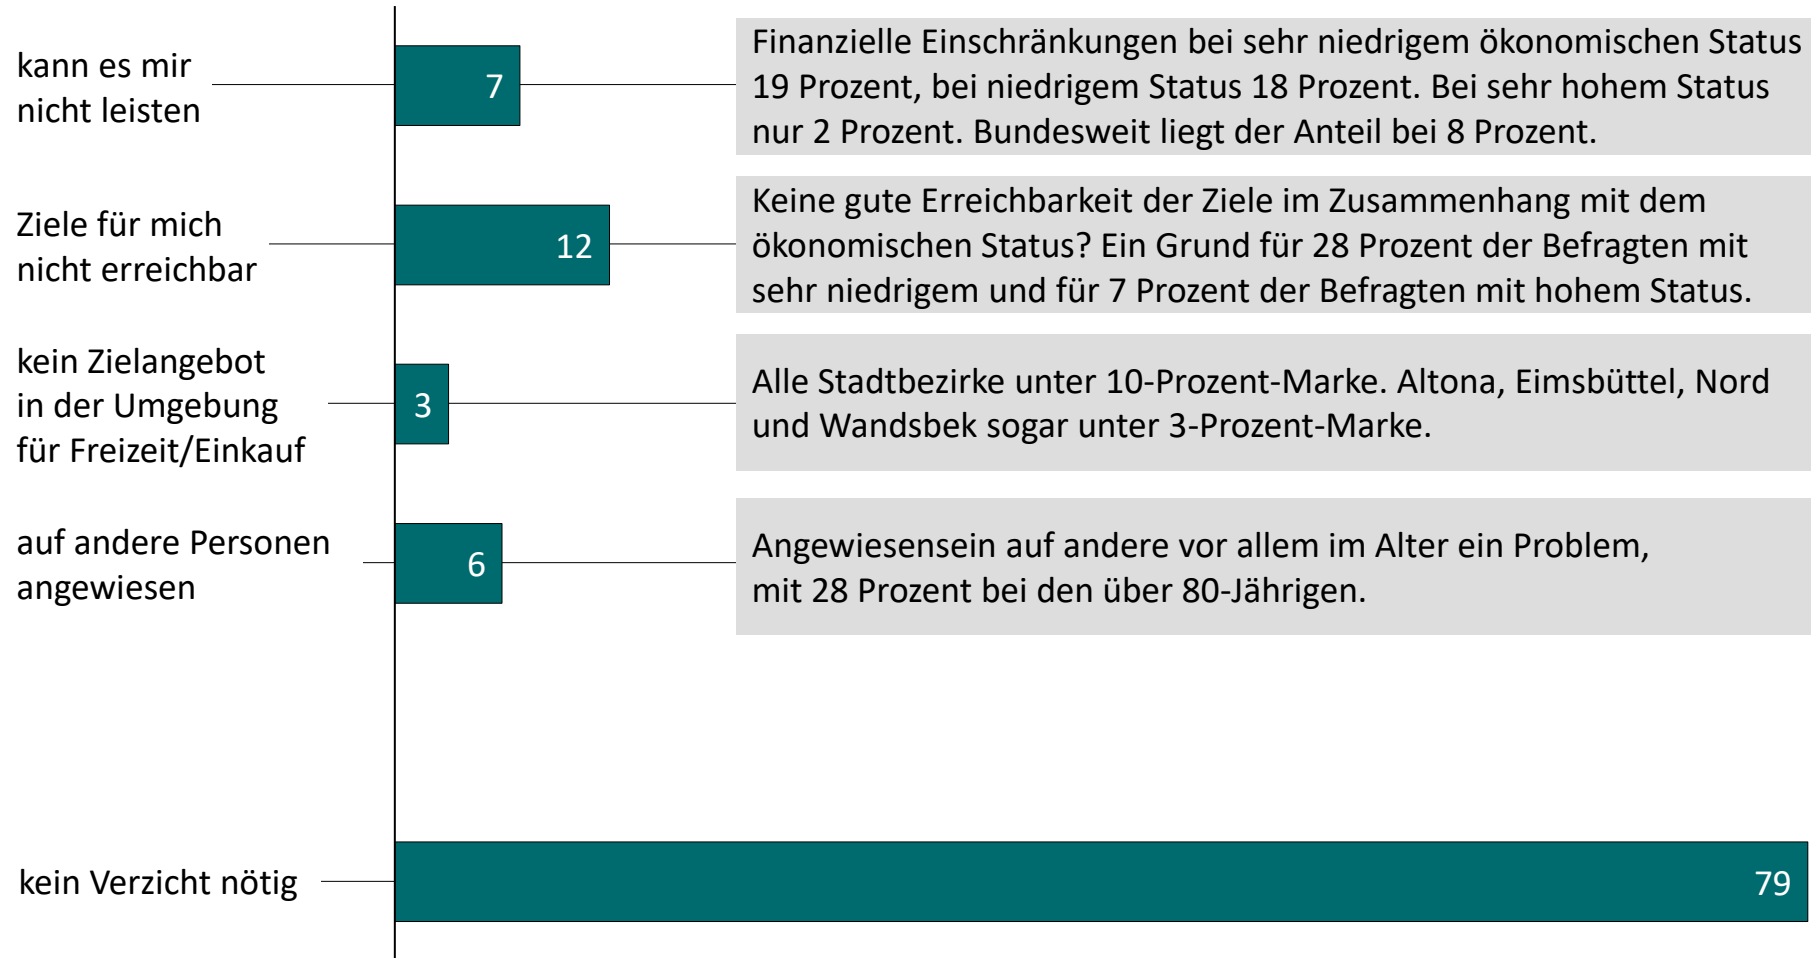 kann es mir
nicht leisten
7
Finanzielle Einschränkungen bei sehr niedrigem ökonomischen Status
19 Prozent, bei niedrigem Status 18 Prozent. Bei sehr hohem Status
nur 2 Prozent. Bundesweit liegt der Anteil bei 8 Prozent.
Ziele für mich
nicht erreichbar
12
Keine gute Erreichbarkeit der Ziele im Zusammenhang mit dem
ökonomischen Status? Ein Grund für 28 Prozent der Befragten mit
sehr niedrigem und für 7 Prozent der Befragten mit hohem Status.
kein Zielangebot
in der Umgebung
für Freizeit/Einkauf
3
Alle Stadtbezirke unter 10-Prozent-Marke. Altona, Eimsbüttel, Nord
und Wandsbek sogar unter 3-Prozent-Marke.
auf andere Personen
angewiesen
6
Angewiesensein auf andere vor allem im Alter ein Problem,
mit 28 Prozent bei den über 80-Jährigen.
kein Verzicht nötig
79